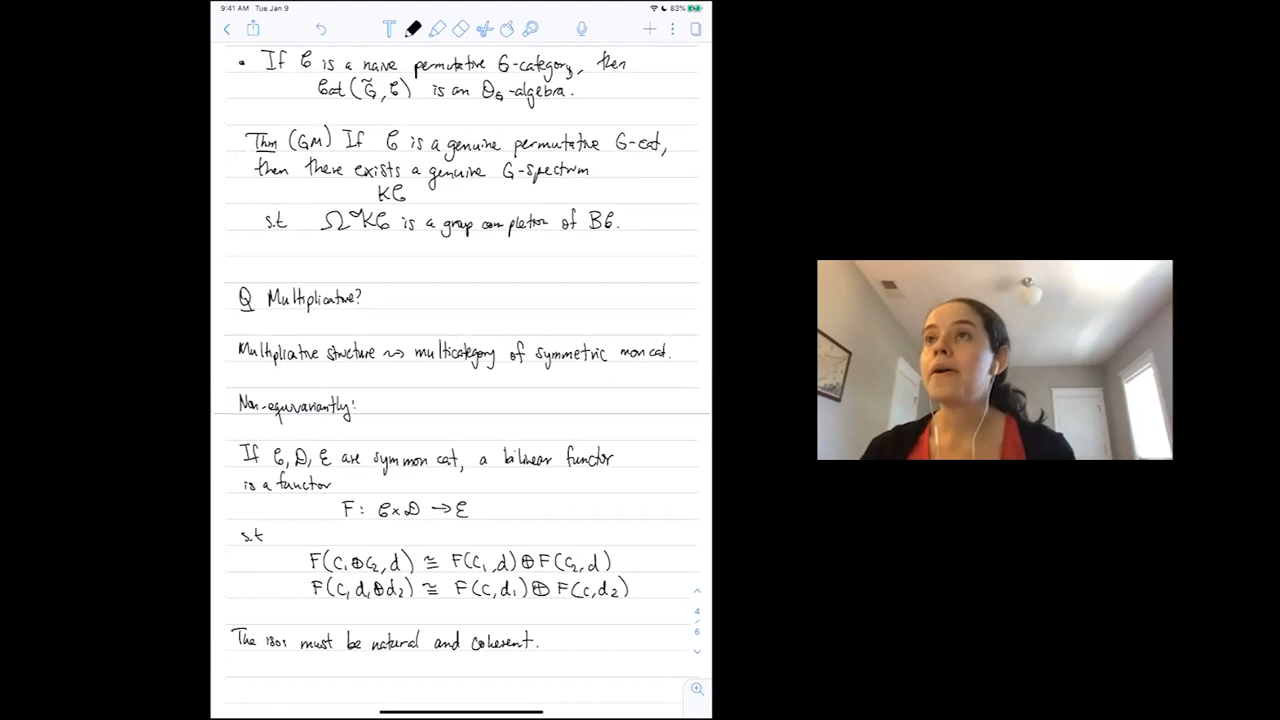 9:41 AM Tue Jan 9
83%
• If 𝒞 is a naive permutative G-category, then
Cat(G̃, 𝒞) is an O_G-algebra.
Thm (GM) If 𝒞 is a genuine permutative G-cat,
then there exists a genuine G-spectrum
K𝒞
s.t Ω^∞K𝒞 is a group completion of B𝒞.
Q Multiplicative?
Multiplicative structure ⇝ multicategory of symmetric mon cat.
Non-equivariantly:
If 𝒞, 𝒟, ℰ are sym mon cat, a bilinear functor
is a functor
F: 𝒞 × 𝒟 → ℰ
s.t
F(c₁⊕c₂, d) ≅ F(c₁, d) ⊕ F(c₂, d)
F(c, d₁⊕d₂) ≅ F(c, d₁) ⊕ F(c, d₂)
The isos must be natural and coherent.
4
/
6